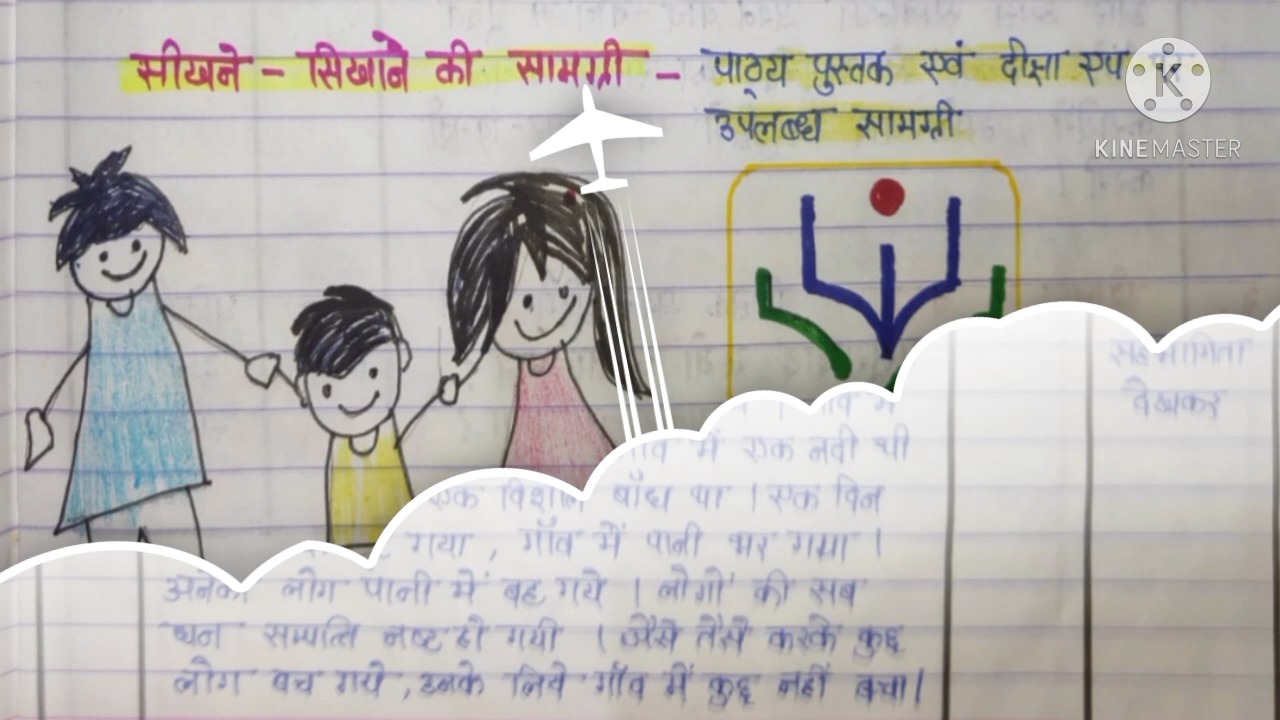 सीखने - सिखाने की सामग्री - पाठ्य पुस्तक एवं दीक्षा एप
उपलब्ध सामग्री
KINEMASTER
सहभागिता
देखकर
गाँव में
गाँव में एक नदी थी
एक विशाल बाँध था । एक दिन
गया , गाँव में पानी भर गया ।
अनेको लोग पानी में बह गये । लोगों की सब
धन सम्पत्ति नष्ट हो गयी । जैसे तैसे करके कुछ
लोग बच गये , उनके लिये गाँव में कुछ नहीं बचा ।